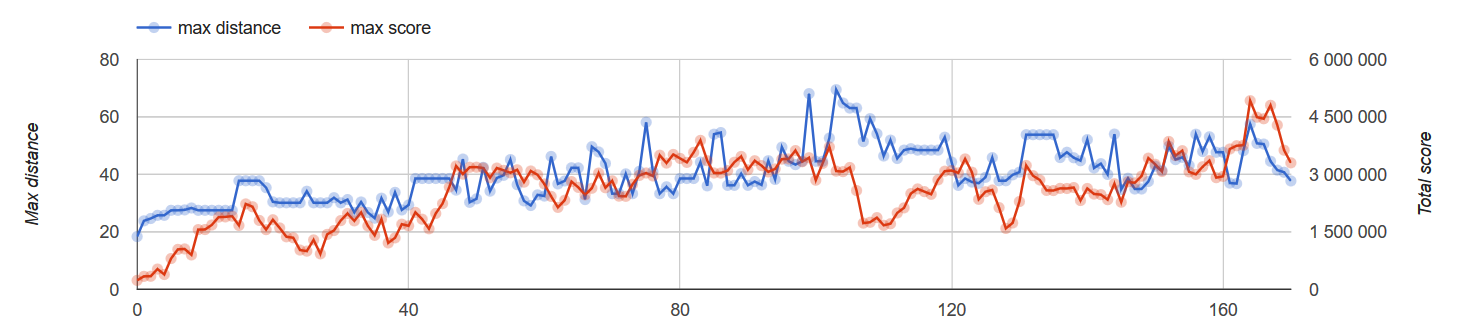 max distance max score
80 6 000 000
60 4 500 000
40 3 000 000
20 1 500 000
0 0
0 40 80 120 160
Max distance
Total score